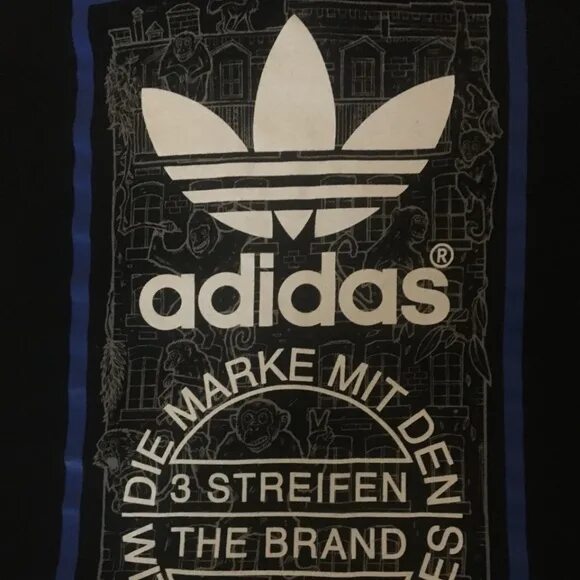 adidas®
DIE MARKE MIT DEN
3 STREIFEN
THE BRAND